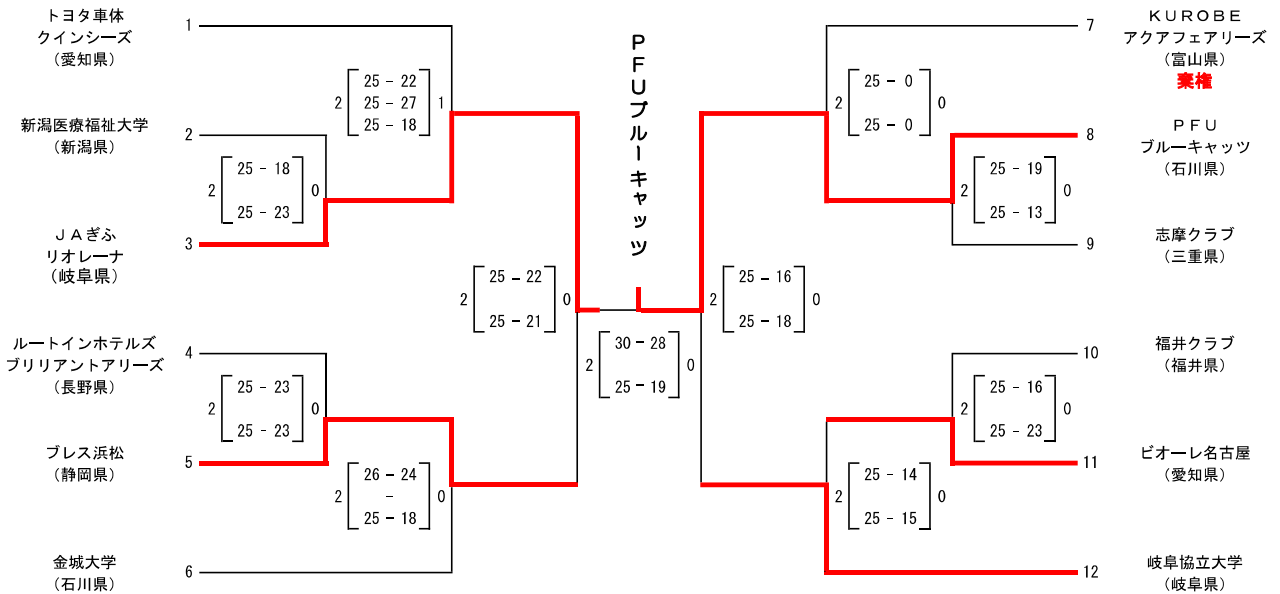 トヨタ車体
クインシーズ
（愛知県）
1
新潟医療福祉大学
（新潟県）
2
ＪＡぎふ
リオレーナ
（岐阜県）
3
ルートインホテルズ
ブリリアントアリーズ
（長野県）
4
ブレス浜松
（静岡県）
5
金城大学
（石川県）
6
2
25 － 22
25 － 27
25 － 18
1
2
25 － 18
25 － 23
0
2
25 － 22
25 － 21
0
2
25 － 23
25 － 23
0
2
26 － 24
－
25 － 18
0
ＰＦＵブルーキャッツ
2
30 － 28
25 － 19
0
2
25 － 0
25 － 0
0
2
25 － 19
25 － 13
0
2
25 － 16
25 － 18
0
2
25 － 16
25 － 23
0
2
25 － 14
25 － 15
0
7
ＫＵＲＯＢＥ
アクアフェアリーズ
（富山県）
棄権
8
ＰＦＵ
ブルーキャッツ
（石川県）
9
志摩クラブ
（三重県）
10
福井クラブ
（福井県）
11
ビオーレ名古屋
（愛知県）
12
岐阜協立大学
（岐阜県）